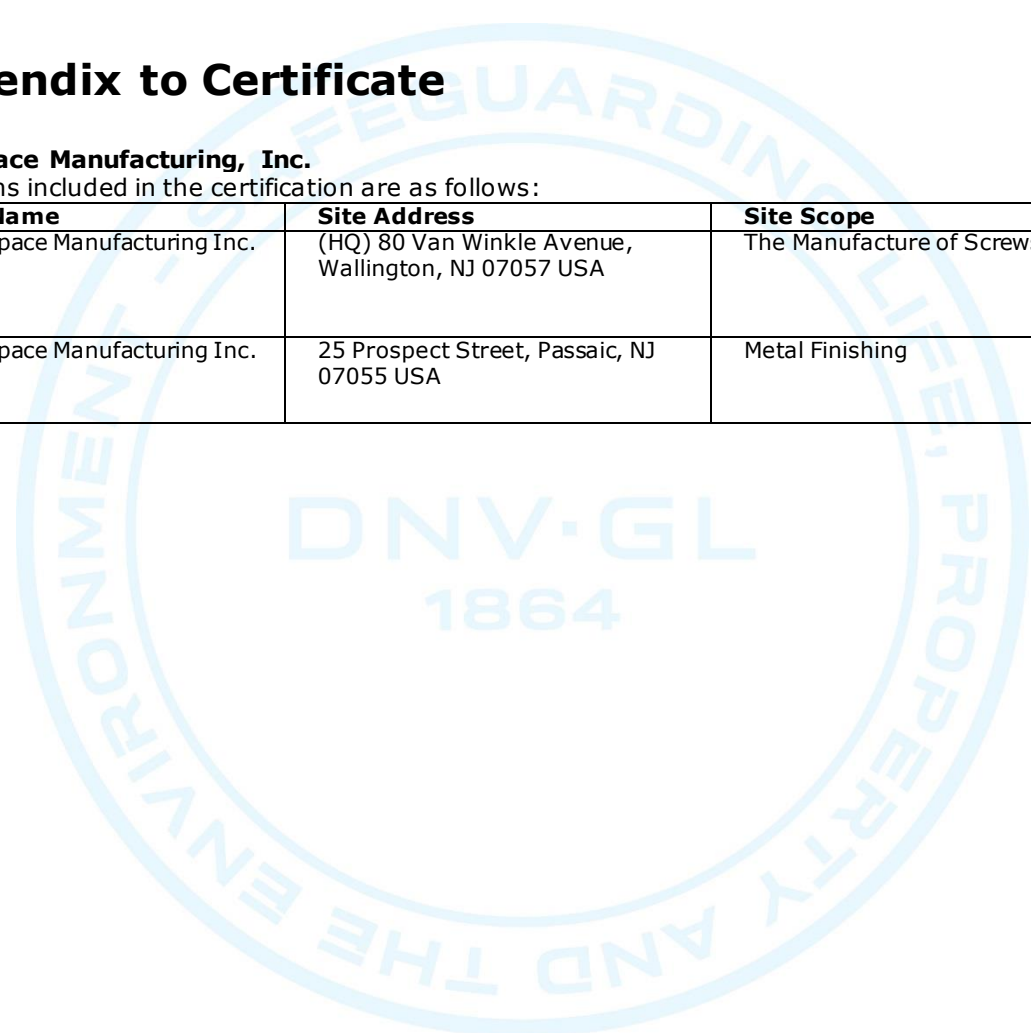 endix to Certificate
ace Manufacturing, Inc.
ns included in the certification are as follows:
Name Site Address Site Scope
pace Manufacturing Inc. (HQ) 80 Van Winkle Avenue, The Manufacture of Screws
Wallington, NJ 07057 USA
pace Manufacturing Inc. 25 Prospect Street, Passaic, NJ Metal Finishing
07055 USA
SAFEGUARDING LIFE, PROPERTY AND THE ENVIRONMENT -
DNV·GL
1864